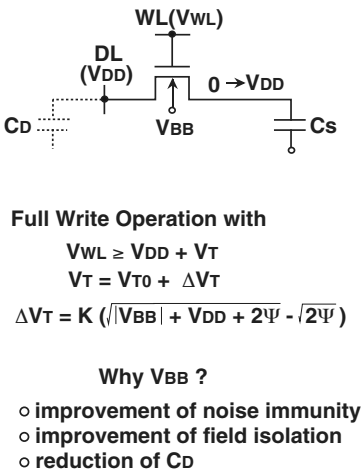 WL(VWL)
DL
(VDD)
0 →VDD
CD
VBB
Cs
Full Write Operation with
VWL ≥ VDD + VT
VT = VT0 + ΔVT
ΔVT = K (√|VBB| + VDD + 2Ψ - √2Ψ )
Why VBB ?
○ improvement of noise immunity
○ improvement of field isolation
○ reduction of CD